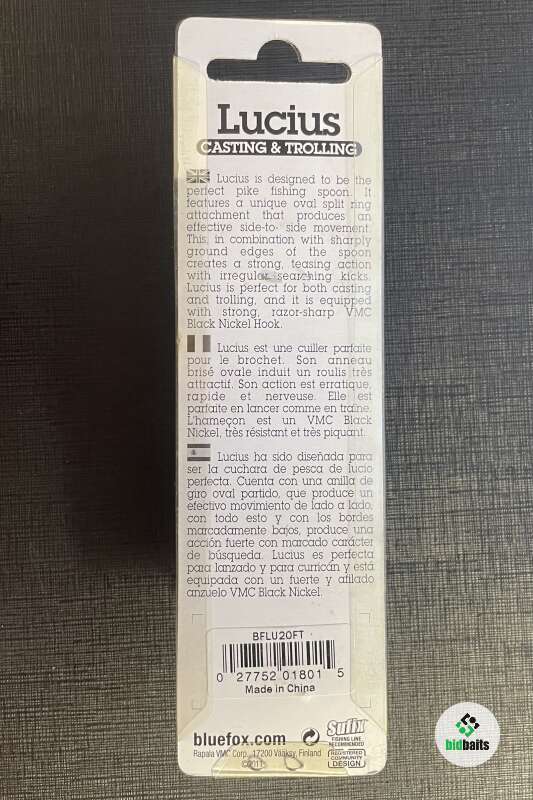 Lucius
CASTING & TROLLING
Lucius is designed to be the
perfect pike fishing spoon. It
features a unique oval split ring
attachment that produces an
effective side-to- side movement.
This, in combination with sharply
ground edges of the spoon
creates a strong, teasing action
with irregular searching kicks.
Lucius is perfect for both casting
and trolling, and it is equipped
with strong, razor-sharp VMC
Black Nickel Hook.
Lucius est une cuiller parfaite
pour le brochet. Son anneau
brisé ovale induit un roulis très
attractif. Son action est erratique,
rapide et nerveuse. Elle est
parfaite en lancer comme en traîne.
L'hameçon est un VMC Black
Nickel, très résistant et très piquant.
Lucius ha sido diseñada para
ser la cuchara de pesca de lucio
perfecta. Cuenta con una anilla de
giro oval partido, que produce un
efectivo movimiento de lado a lado,
con todo esto y con los bordes
marcadamente bajos, produce una
acción fuerte con marcado carácter
de búsqueda. Lucius es perfecta
para lanzado y para curricán y está
equipada con un fuerte y afilado
anzuelo VMC Black Nickel.
BFLU20FT
0 27752 01801 5
Made in China
bluefox.com
Sufix
FISHING LINE
RECOMMENDED
Rapala VMC Corp., 17200 Vääksy, Finland
©2011
REGISTERED
COMMUNITY
DESIGN
bidbaits